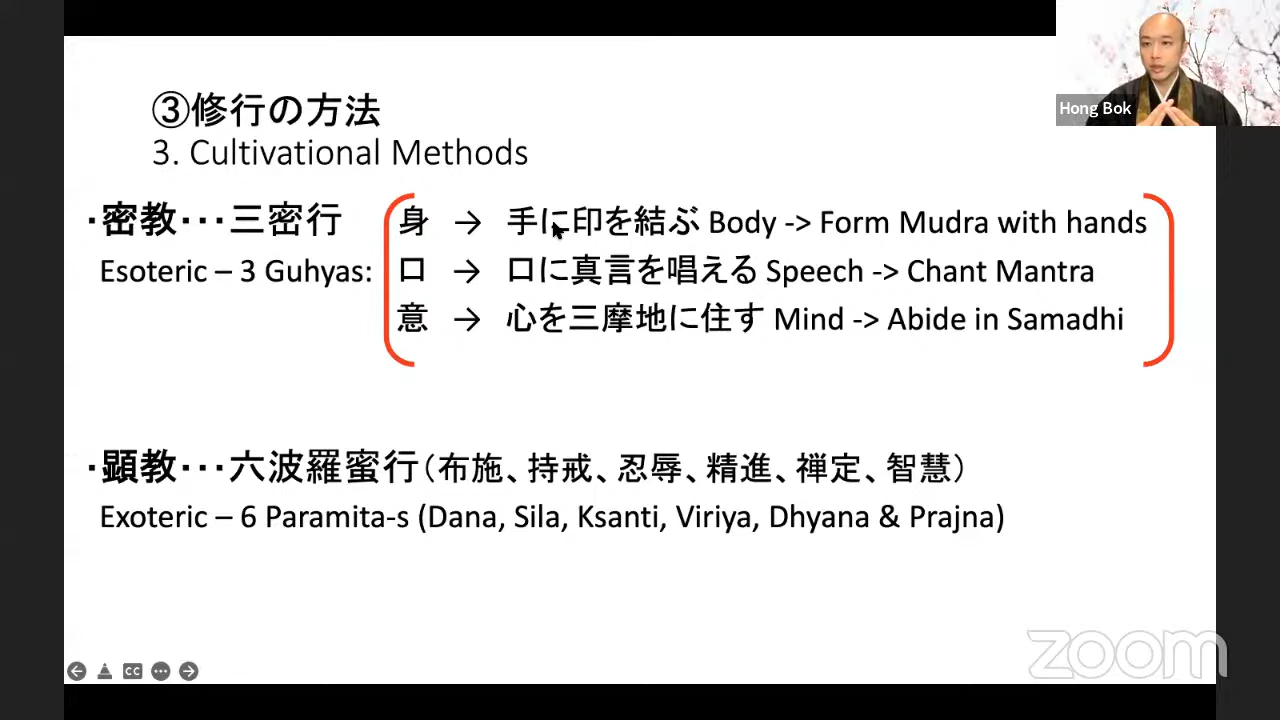 ③修行の方法
3. Cultivational Methods
Hong Bok
・密教・・・三密行
Esoteric – 3 Guhyas:
身 → 手に印を結ぶ Body -> Form Mudra with hands
口 → 口に真言を唱える Speech -> Chant Mantra
意 → 心を三摩地に住す Mind -> Abide in Samadhi
・顕教・・・六波羅蜜行（布施、持戒、忍辱、精進、禅定、智慧）
Exoteric – 6 Paramita-s (Dana, Sila, Ksanti, Viriya, Dhyana & Prajna)
CC
zoom